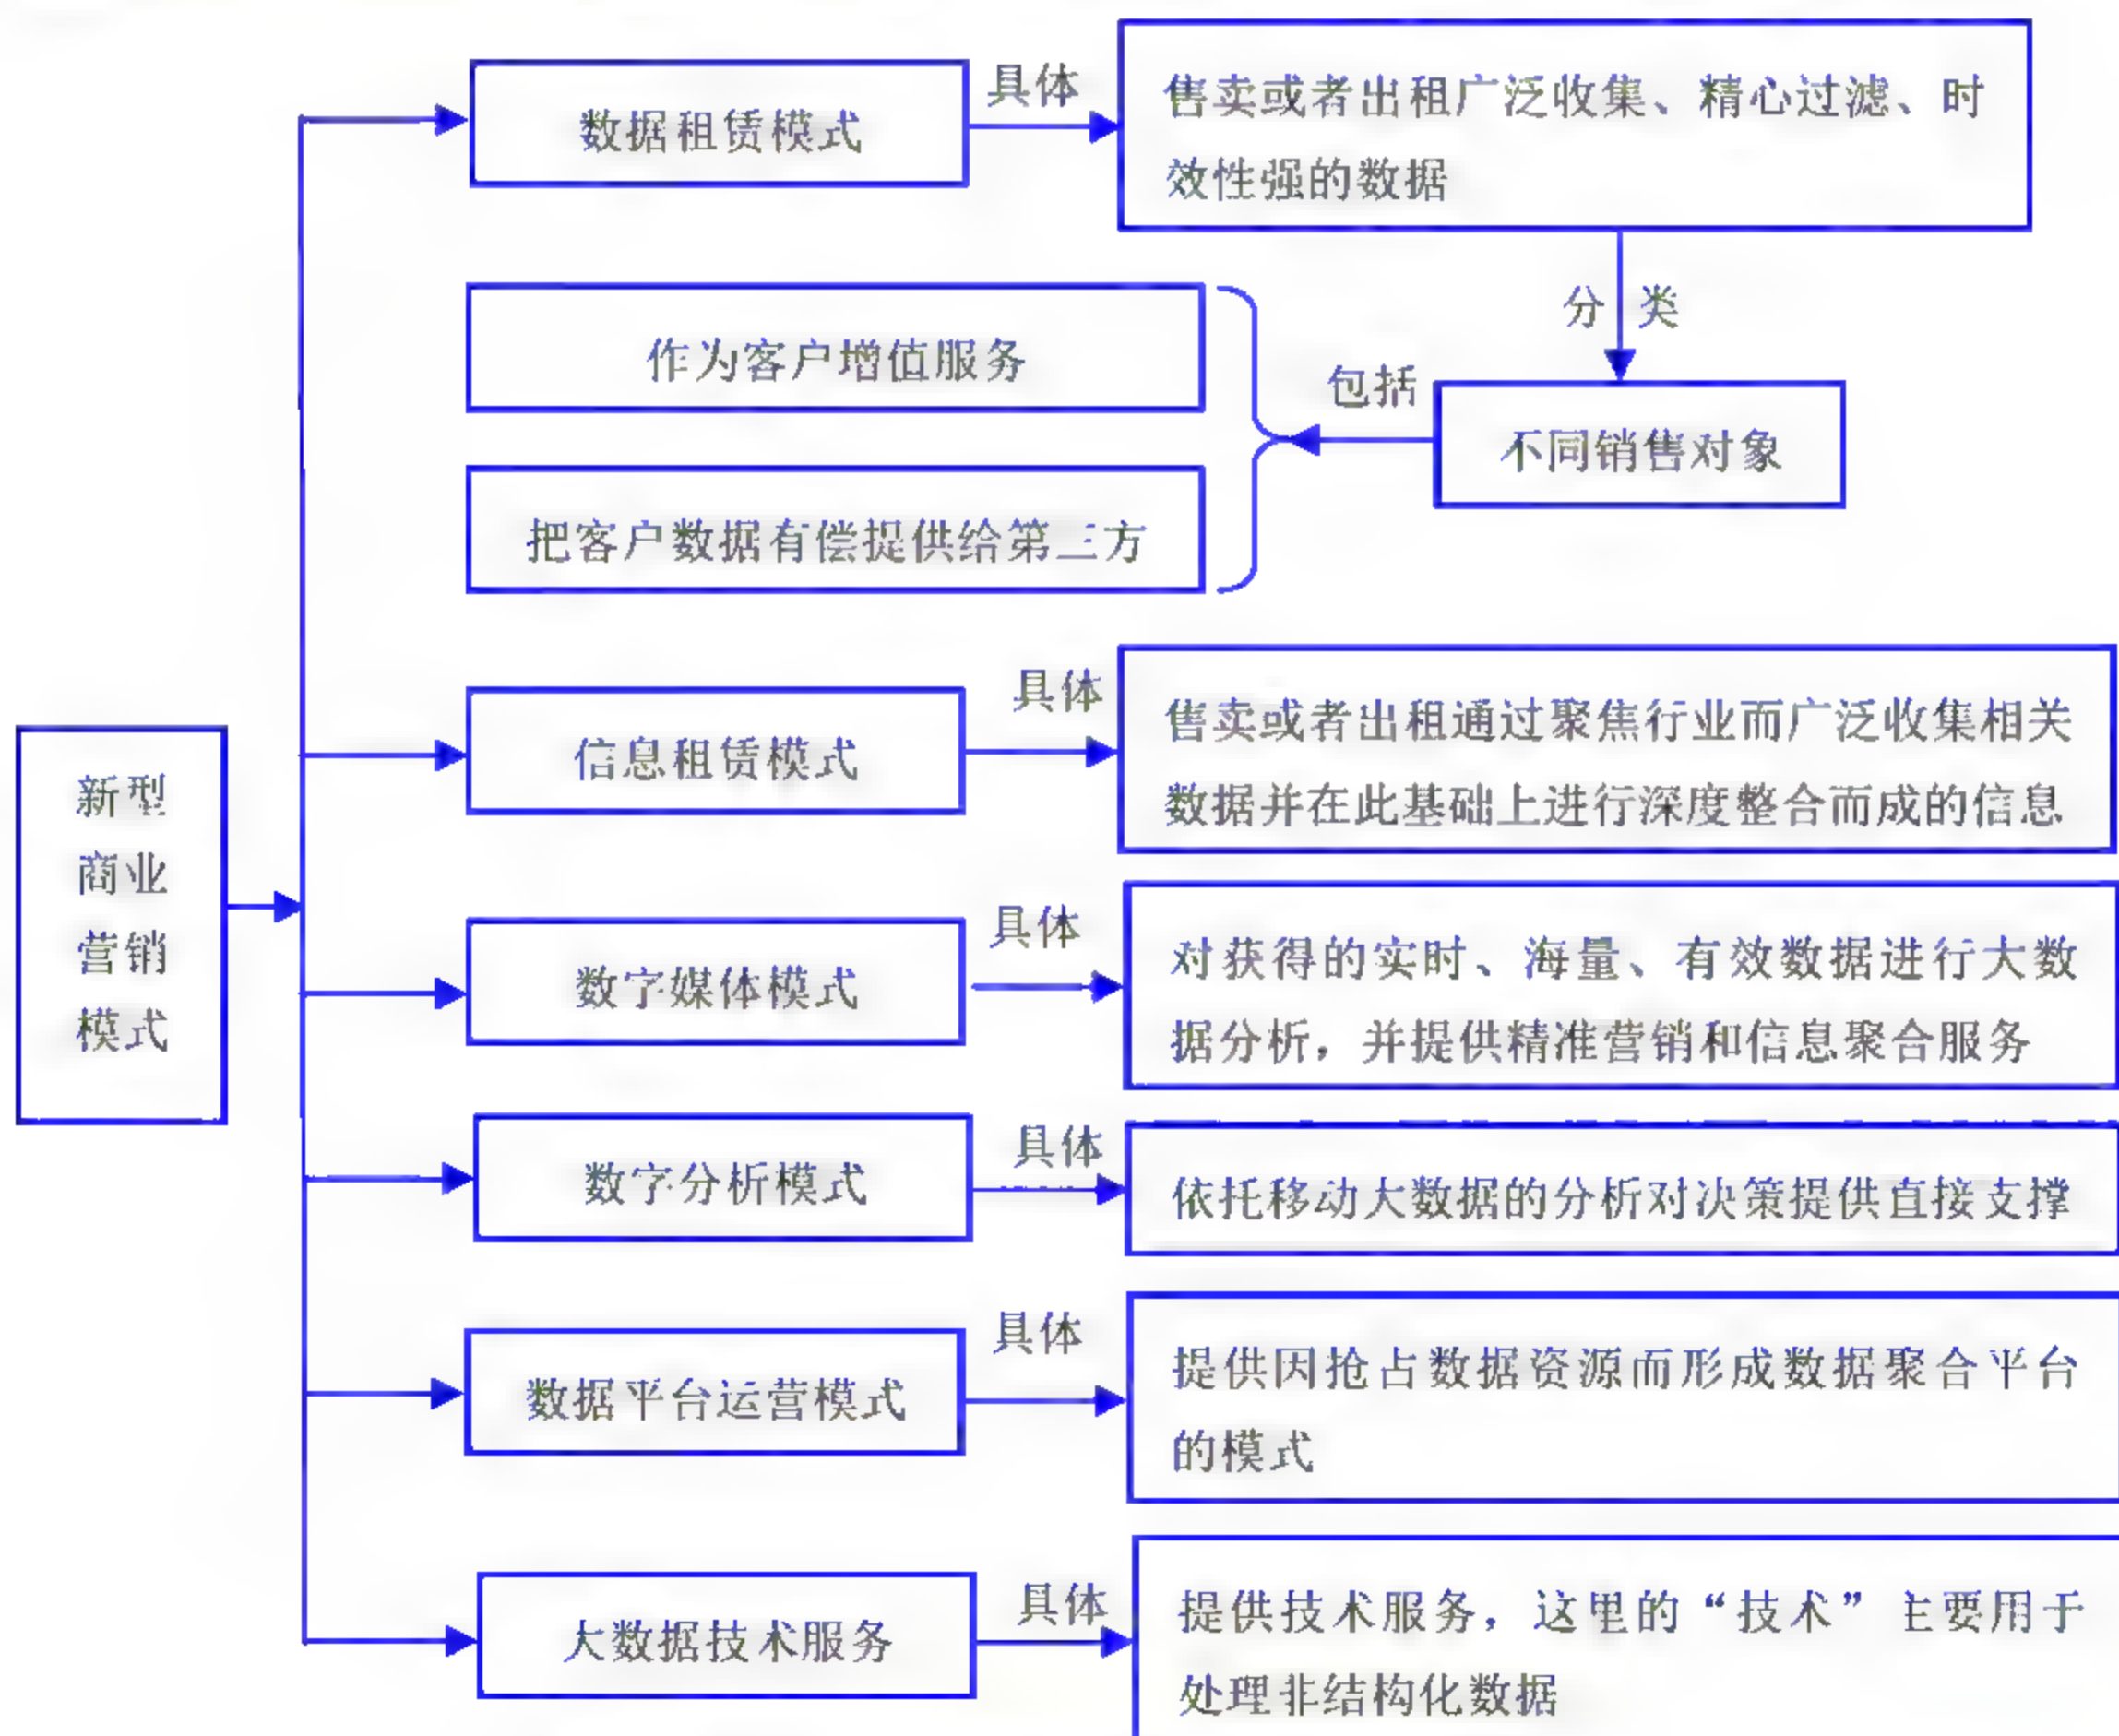 新型
商业
营销
模式
数据租赁模式
具体
售卖或者出租广泛收集、精心过滤、时
效性强的数据
分类
不同销售对象
包括
作为客户增值服务
把客户数据有偿提供给第三方
信息租赁模式
具体
售卖或者出租通过聚焦行业而广泛收集相关
数据并在此基础上进行深度整合而成的信息
数字媒体模式
具体
对获得的实时、海量、有效数据进行大数
据分析，并提供精准营销和信息聚合服务
数字分析模式
具体
依托移动大数据的分析对决策提供直接支撑
数据平台运营模式
具体
提供因抢占数据资源而形成数据聚合平台
的模式
大数据技术服务
具体
提供技术服务，这里的“技术”主要用于
处理非结构化数据